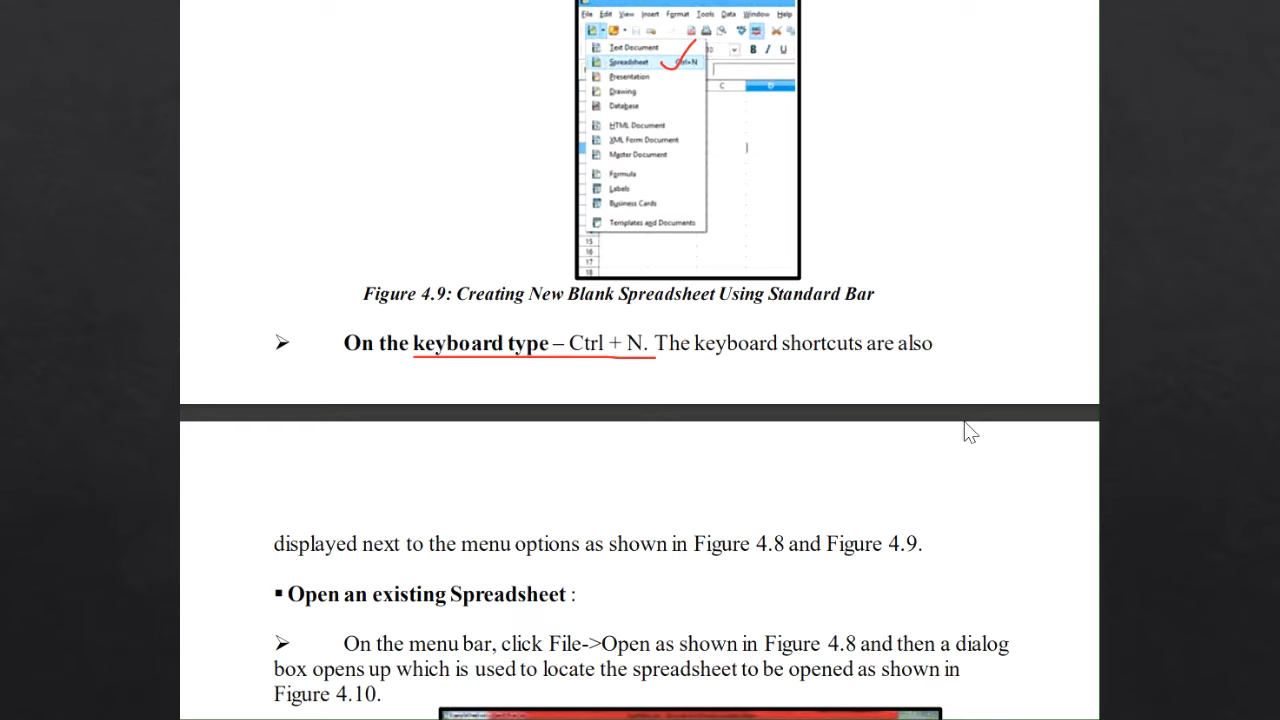 File Edit View Insert Format Tools Data Window Help
Text Document
B I U
Spreadsheet Ctrl+N
Presentation
C D
Drawing
Database
HTML Document
XML Form Document
Master Document
Formula
Labels
Business Cards
Templates and Documents
15
16
17
18
Figure 4.9: Creating New Blank Spreadsheet Using Standard Bar
➢ On the keyboard type – Ctrl + N. The keyboard shortcuts are also
displayed next to the menu options as shown in Figure 4.8 and Figure 4.9.
▪ Open an existing Spreadsheet :
➢ On the menu bar, click File->Open as shown in Figure 4.8 and then a dialog
box opens up which is used to locate the spreadsheet to be opened as shown in
Figure 4.10.